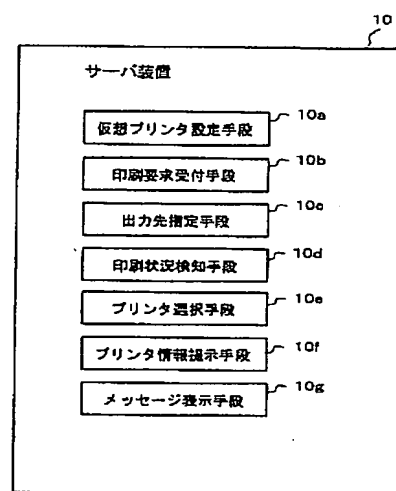 10
サーバ装置
仮想プリンタ設定手段 10a
印刷要求受付手段 10b
出力先指定手段 10c
印刷状況検知手段 10d
プリンタ選択手段 10e
プリンタ情報提示手段 10f
メッセージ表示手段 10g